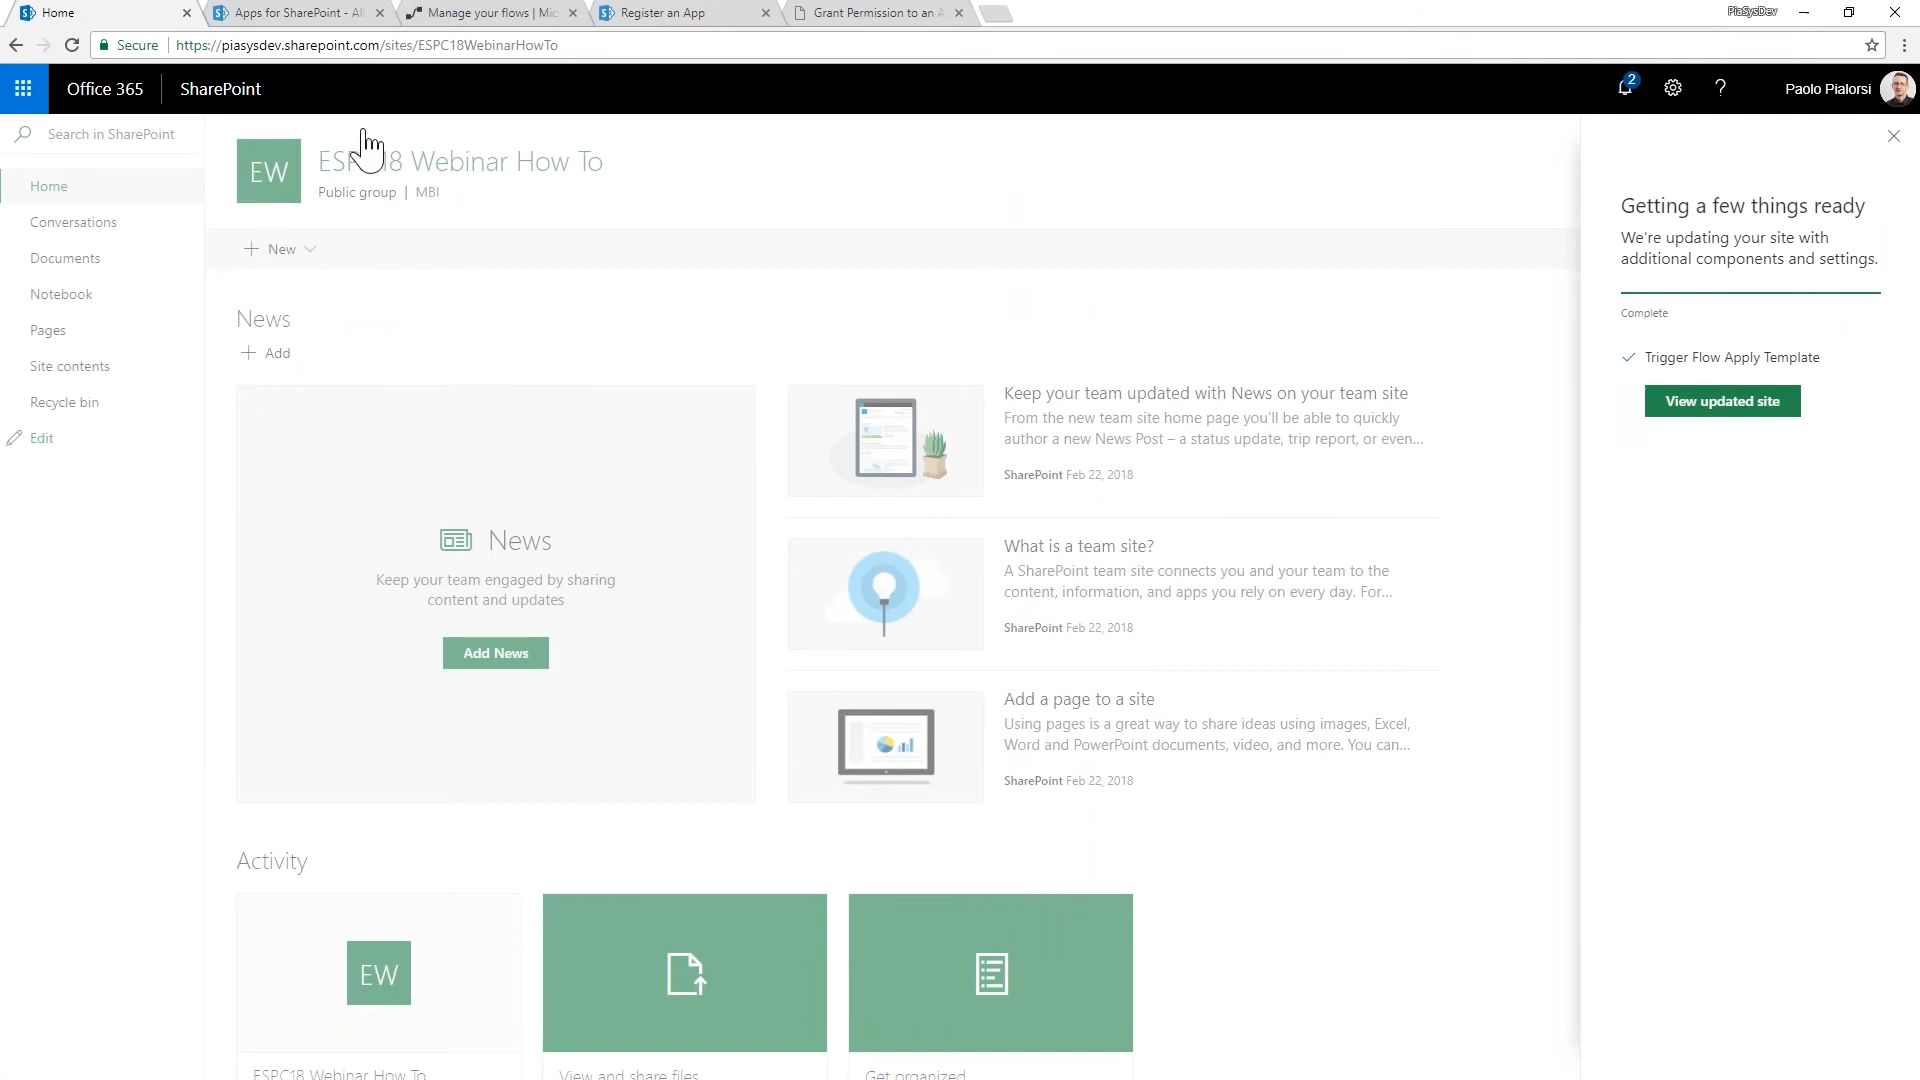 Home
Apps for SharePoint - All
Manage your flows | Mic
Register an App
Grant Permission to an A
PiaSysDev
Secure
https://piasysdev.sharepoint.com/sites/ESPC18WebinarHowTo
Office 365
SharePoint
2
?
Paolo Pialorsi
Search in SharePoint
Home
Conversations
Documents
Notebook
Pages
Site contents
Recycle bin
Edit
EW
ESPC18 Webinar How To
Public group | MBI
New
News
Add
News
Keep your team engaged by sharing
content and updates
Add News
Keep your team updated with News on your team site
From the new team site home page you'll be able to quickly
author a new News Post – a status update, trip report, or even...
SharePoint Feb 22, 2018
What is a team site?
A SharePoint team site connects you and your team to the
content, information, and apps you rely on every day. For...
SharePoint Feb 22, 2018
Add a page to a site
Using pages is a great way to share ideas using images, Excel,
Word and PowerPoint documents, video, and more. You can...
SharePoint Feb 22, 2018
Activity
EW
ESPC18 Webinar How To
View and share files
Get organized
Getting a few things ready
We're updating your site with
additional components and settings.
Complete
Trigger Flow Apply Template
View updated site